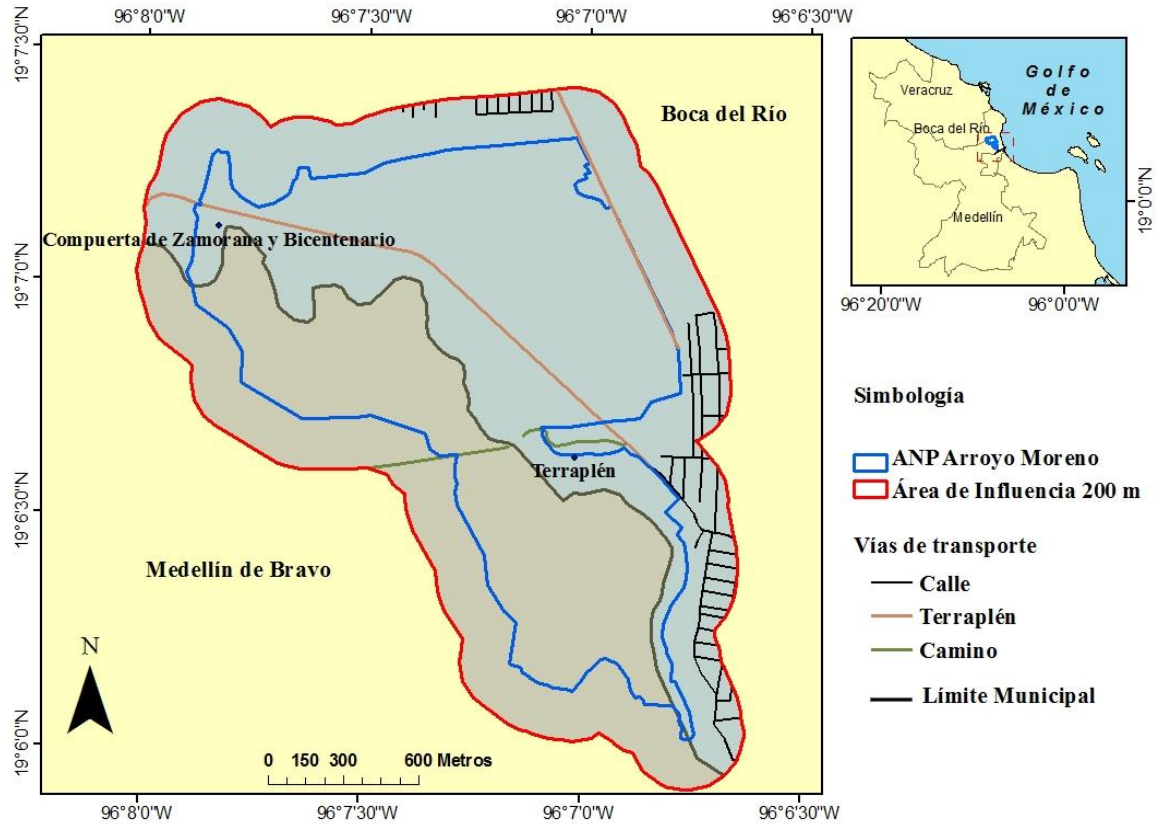 96°8'0"W
96°7'30"W
96°7'0"W
96°6'30"W
19°7'30"N
19°7'0"N
19°6'30"N
19°6'0"N
Boca del Río
Compuerta de Zamorana y Bicentenario
Terraplén
Medellín de Bravo
N
0 150 300 600 Metros
96°8'0"W
96°7'30"W
96°7'0"W
96°6'30"W
Golfo
de
México
Veracruz
Boca del Río
Medellín
19°0'0"N
96°20'0"W
96°0'0"W
Simbología
ANP Arroyo Moreno
Área de Influencia 200 m
Vías de transporte
Calle
Terraplén
Camino
Límite Municipal